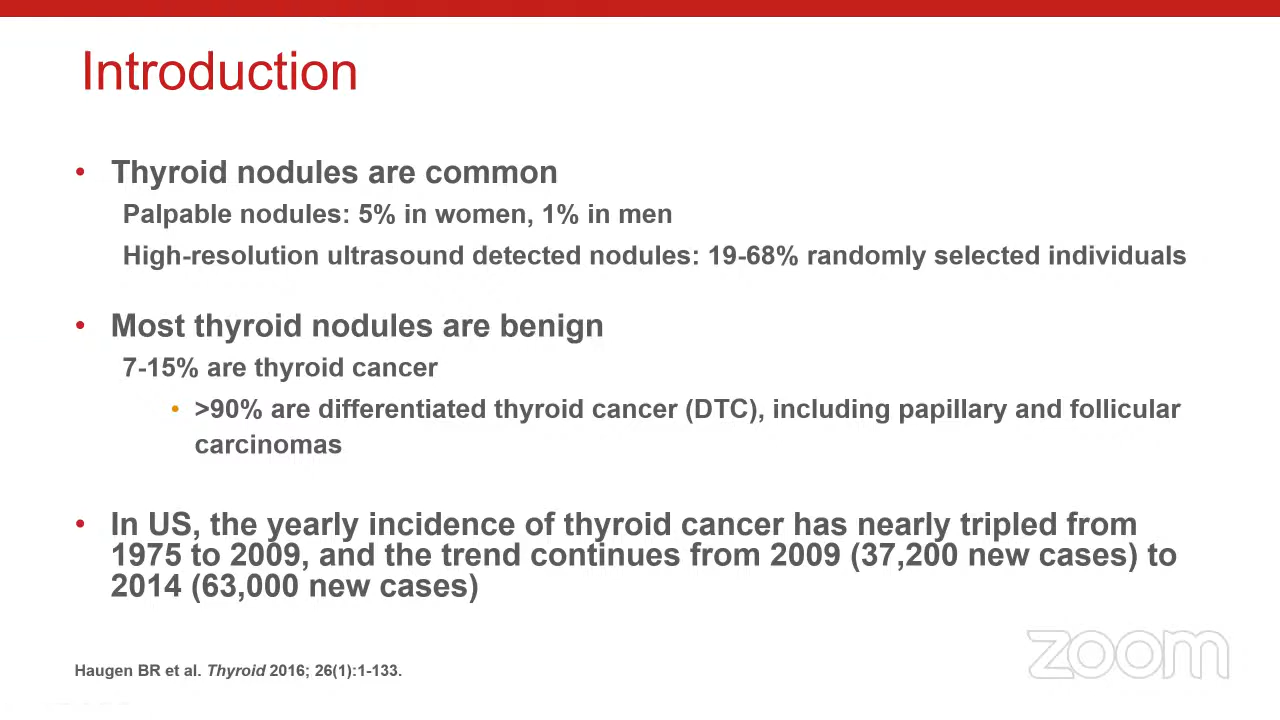 Introduction
• Thyroid nodules are common
Palpable nodules: 5% in women, 1% in men
High-resolution ultrasound detected nodules: 19-68% randomly selected individuals
• Most thyroid nodules are benign
7-15% are thyroid cancer
• >90% are differentiated thyroid cancer (DTC), including papillary and follicular
carcinomas
• In US, the yearly incidence of thyroid cancer has nearly tripled from
1975 to 2009, and the trend continues from 2009 (37,200 new cases) to
2014 (63,000 new cases)
Haugen BR et al. Thyroid 2016; 26(1):1-133.
zoom